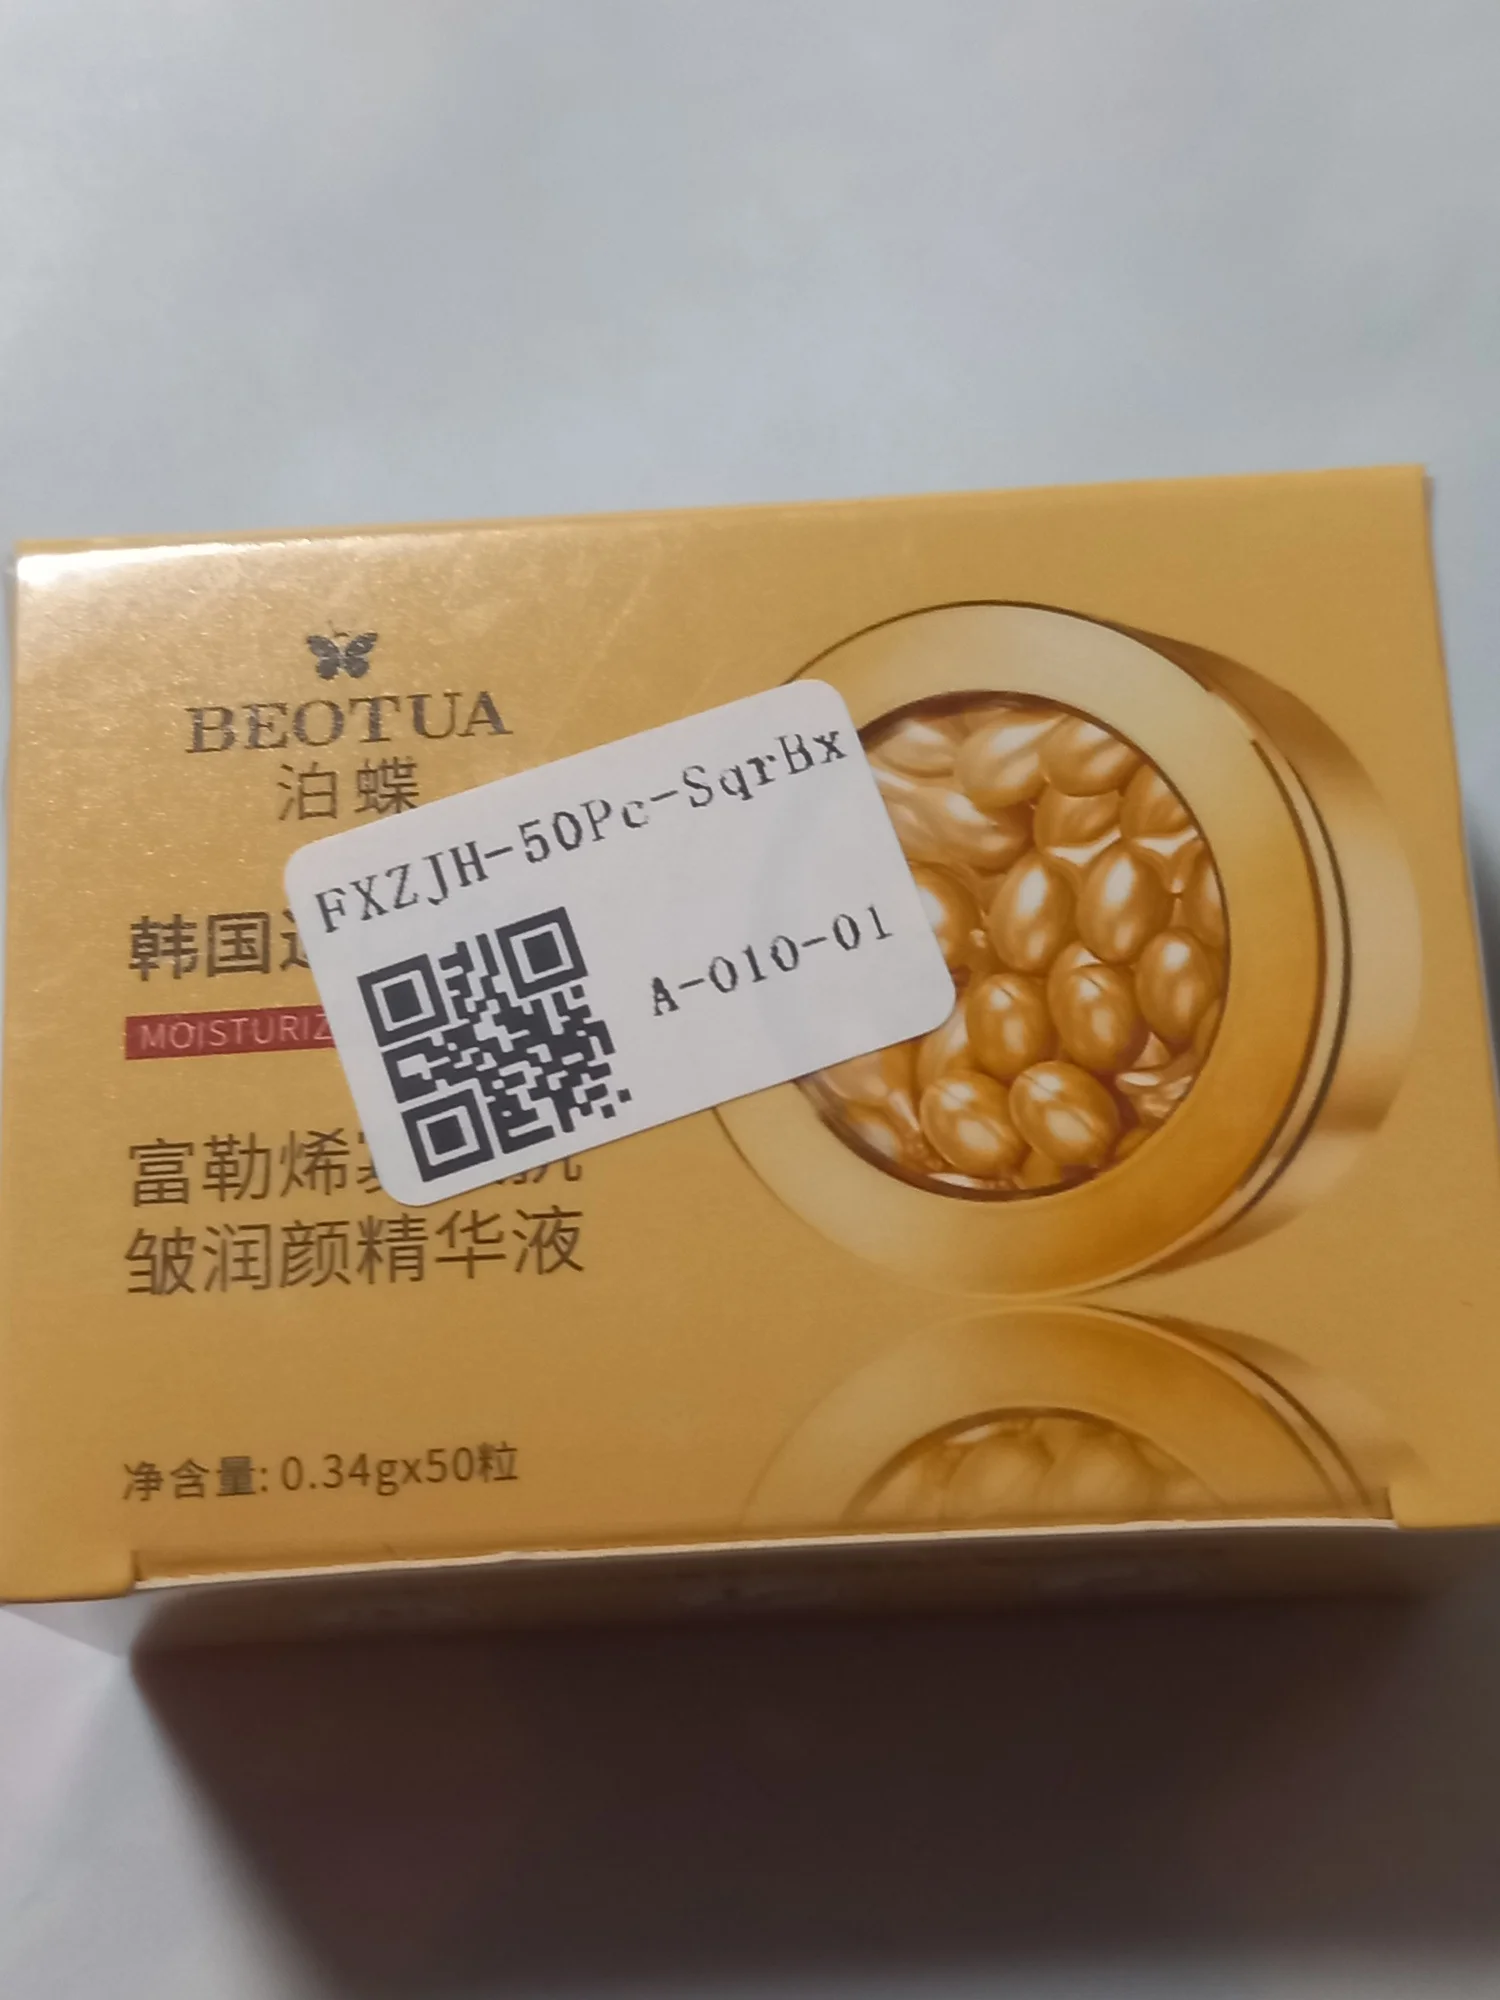 BEOTUA
泊蝶
FXZJH-50Pc-SqrBx
A-010-01
韩国
MOISTURIZ
富勒烯
皱润颜精华液
净含量: 0.34gx50粒